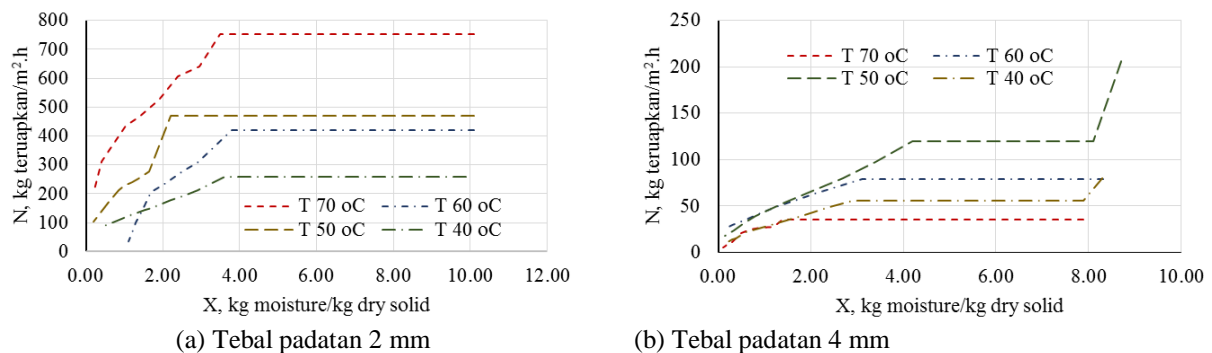 800
700
600
500
400
300
200
100
0
N, kg teruapkan/m².h
T 70 oC
T 60 oC
T 50 oC
T 40 oC
0.00 2.00 4.00 6.00 8.00 10.00 12.00
X, kg moisture/kg dry solid
(a) Tebal padatan 2 mm
250
200
150
100
50
0
N, kg teruapkan/m².h
T 70 oC
T 60 oC
T 50 oC
T 40 oC
0.00 2.00 4.00 6.00 8.00 10.00
X, kg moisture/kg dry solid
(b) Tebal padatan 4 mm